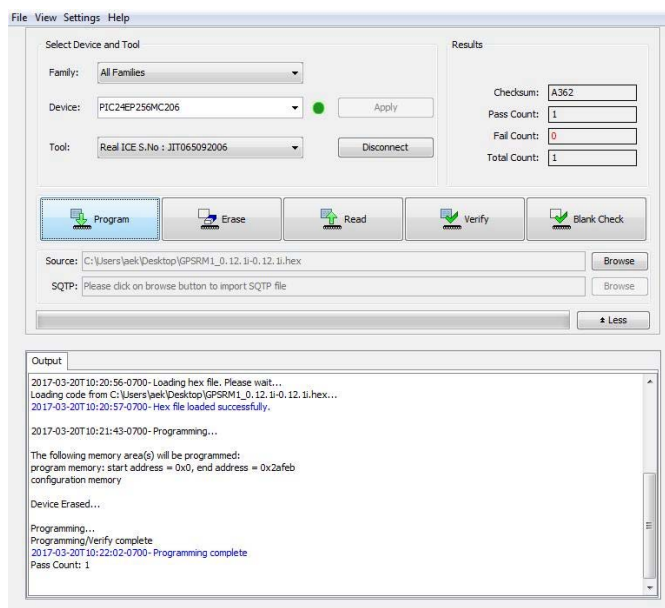 File View Settings Help
Select Device and Tool
Family: All Families
Device: PIC24EP256MC206 Apply
Tool: Real ICE S.No : JIT065092006 Disconnect
Results
Checksum: A362
Pass Count: 1
Fail Count: 0
Total Count: 1
Program Erase Read Verify Blank Check
Source: C:\Users\aek\Desktop\GPSRM1_0.12.1i-0.12.1i.hex Browse
SQTP: Please click on browse button to import SQTP file Browse
Less
Output
2017-03-20T10:20:56-0700- Loading hex file. Please wait...
Loading code from C:\Users\aek\Desktop\GPSRM1_0.12.1i-0.12.1i.hex...
2017-03-20T10:20:57-0700- Hex file loaded successfully.
2017-03-20T10:21:43-0700- Programming...
The following memory area(s) will be programmed:
program memory: start address = 0x0, end address = 0x2afeb
configuration memory
Device Erased...
Programming...
Programming/Verify complete
2017-03-20T10:22:02-0700- Programming complete
Pass Count: 1